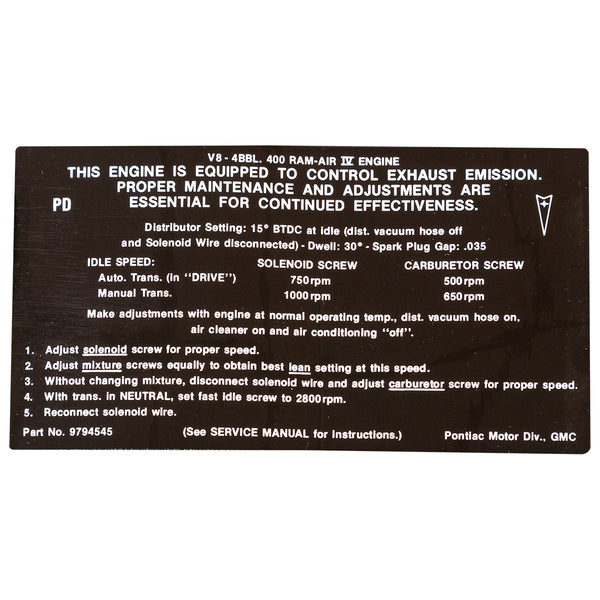 V8 - 4BBL. 400 RAM-AIR IV ENGINE
THIS ENGINE IS EQUIPPED TO CONTROL EXHAUST EMISSION.
PROPER MAINTENANCE AND ADJUSTMENTS ARE
PD ESSENTIAL FOR CONTINUED EFFECTIVENESS.
Distributor Setting: 15° BTDC at idle (dist. vacuum hose off
and Solenoid Wire disconnected) - Dwell: 30° - Spark Plug Gap: .035
IDLE SPEED: SOLENOID SCREW CARBURETOR SCREW
Auto. Trans. (in "DRIVE") 750 rpm 500 rpm
Manual Trans. 1000 rpm 650 rpm
Make adjustments with engine at normal operating temp., dist. vacuum hose on,
air cleaner on and air conditioning "off".
1. Adjust solenoid screw for proper speed.
2. Adjust mixture screws equally to obtain best lean setting at this speed.
3. Without changing mixture, disconnect solenoid wire and adjust carburetor screw for proper speed.
4. With trans. in NEUTRAL, set fast idle screw to 2800 rpm.
5. Reconnect solenoid wire.
Part No. 9794545 (See SERVICE MANUAL for instructions.) Pontiac Motor Div., GMC